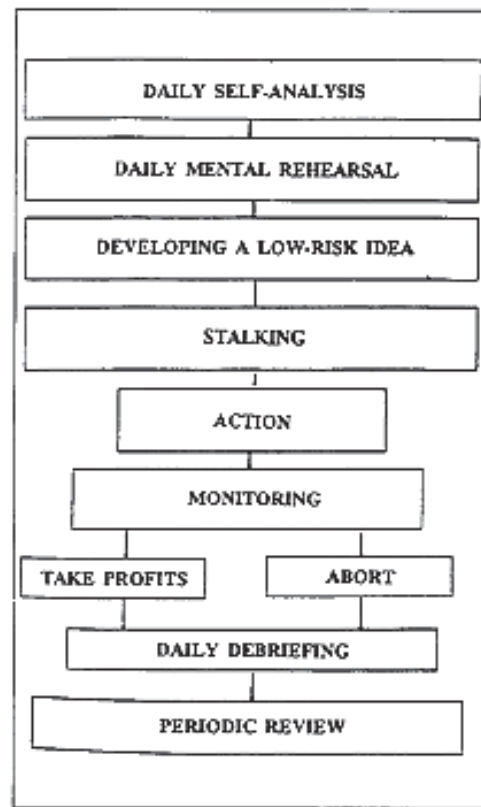 DAILY SELF-ANALYSIS
DAILY MENTAL REHEARSAL
DEVELOPING A LOW-RISK IDEA
STALKING
ACTION
MONITORING
TAKE PROFITS
ABORT
DAILY DEBRIEFING
PERIODIC REVIEW